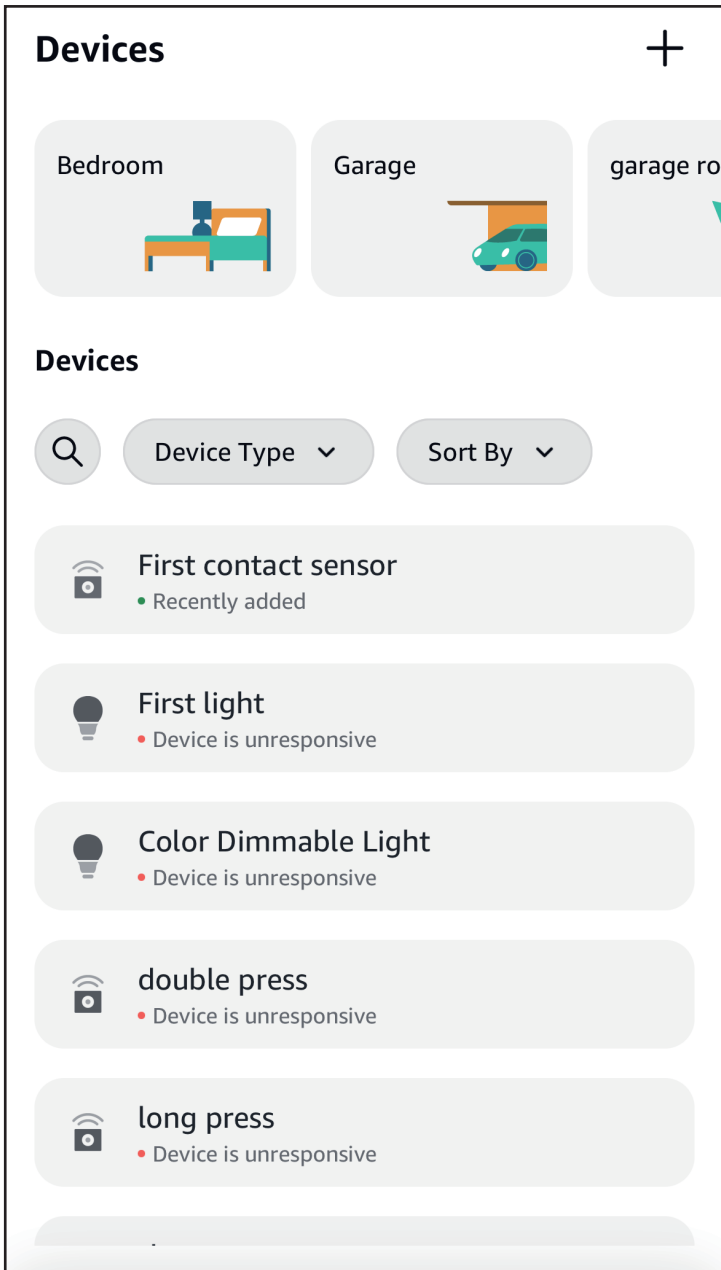 Devices
Bedroom
Garage
garage ro
Devices
Device Type
Sort By
First contact sensor
• Recently added
First light
• Device is unresponsive
Color Dimmable Light
• Device is unresponsive
double press
• Device is unresponsive
long press
• Device is unresponsive